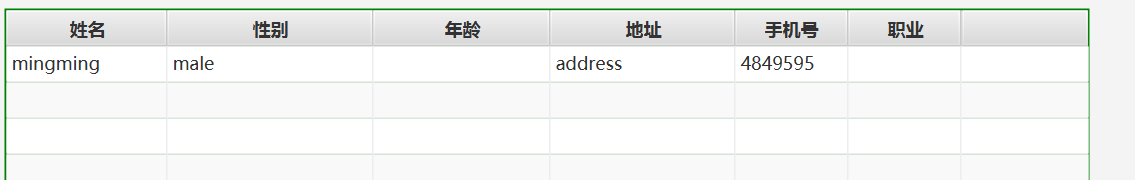 姓名 性别 年龄 地址 手机号 职业
mingming male address 4849595